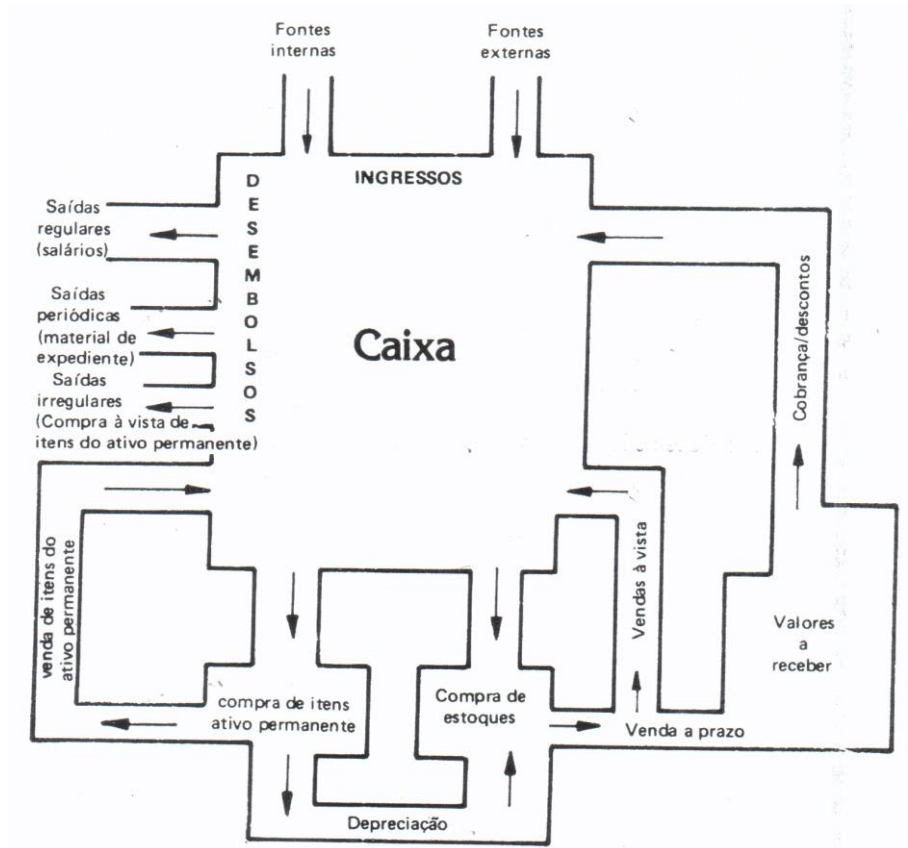 Fontes
internas
Fontes
externas
INGRESSOS
DESEMBOLSOS
Saídas
regulares
(salários)
Saídas
periódicas
(material de
expediente)
Saídas
irregulares
(Compra à vista de
itens do ativo permanente)
Caixa
Cobrança/descontos
venda de itens do
ativo permanente
Vendas à vista
Valores
a
receber
compra de itens
ativo permanente
Compra de
estoques
Venda a prazo
Depreciação